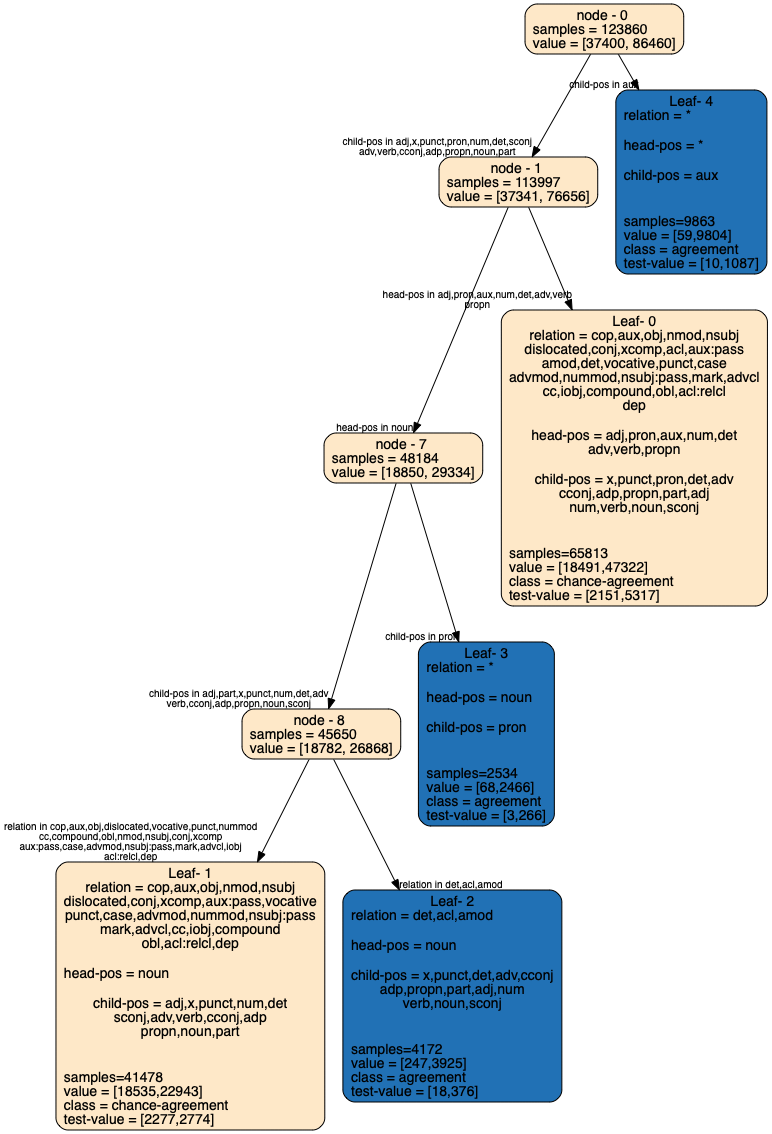 node - 0
samples = 123860
value = [37400, 86460]
child-pos in aux
Leaf- 4
relation = *
head-pos = *
child-pos = aux
samples=9863
value = [59,9804]
class = agreement
test-value = [10,1087]
child-pos in adj,x,punct,pron,num,det,sconj
adv,verb,cconj,adp,propn,noun,part
node - 1
samples = 113997
value = [37341, 76656]
head-pos in adj,pron,aux,num,det,adv,verb
propn
Leaf- 0
relation = cop,aux,obj,nmod,nsubj
dislocated,conj,xcomp,acl,aux:pass
amod,det,vocative,punct,case
advmod,nummod,nsubj:pass,mark,advcl
cc,iobj,compound,obl,acl:relcl
dep
head-pos = adj,pron,aux,num,det
adv,verb,propn
child-pos = x,punct,pron,det,adv
cconj,adp,propn,part,adj
num,verb,noun,sconj
samples=65813
value = [18491,47322]
class = chance-agreement
test-value = [2151,5317]
head-pos in noun
node - 7
samples = 48184
value = [18850, 29334]
child-pos in pron
Leaf- 3
relation = *
head-pos = noun
child-pos = pron
samples=2534
value = [68,2466]
class = agreement
test-value = [3,266]
child-pos in adj,part,x,punct,num,det,adv
verb,cconj,adp,propn,noun,sconj
node - 8
samples = 45650
value = [18782, 26868]
relation in cop,aux,obj,dislocated,vocative,punct,nummod
cc,compound,obl,nmod,nsubj,conj,xcomp
aux:pass,case,advmod,nsubj:pass,mark,advcl,iobj
acl:relcl,dep
Leaf- 1
relation = cop,aux,obj,nmod,nsubj
dislocated,conj,xcomp,aux:pass,vocative
punct,case,advmod,nummod,nsubj:pass
mark,advcl,cc,iobj,compound
obl,acl:relcl,dep
head-pos = noun
child-pos = adj,x,punct,num,det
sconj,adv,verb,cconj,adp
propn,noun,part
samples=41478
value = [18535,22943]
class = chance-agreement
test-value = [2277,2774]
relation in det,acl,amod
Leaf- 2
relation = det,acl,amod
head-pos = noun
child-pos = x,punct,det,adv,cconj
adp,propn,part,adj,num
verb,noun,sconj
samples=4172
value = [247,3925]
class = agreement
test-value = [18,376]